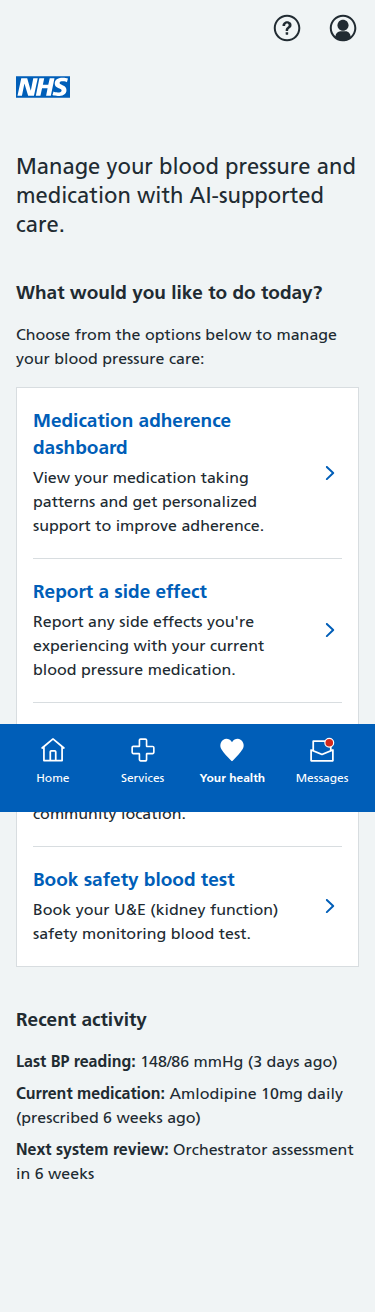 NHS
Manage your blood pressure and
medication with AI-supported
care.
What would you like to do today?
Choose from the options below to manage
your blood pressure care:
Medication adherence
dashboard
View your medication taking
patterns and get personalized
support to improve adherence.
Report a side effect
Report any side effects you're
experiencing with your current
blood pressure medication.
Home
Services
Your health
Messages
community location.
Book safety blood test
Book your U&E (kidney function)
safety monitoring blood test.
Recent activity
Last BP reading: 148/86 mmHg (3 days ago)
Current medication: Amlodipine 10mg daily
(prescribed 6 weeks ago)
Next system review: Orchestrator assessment
in 6 weeks